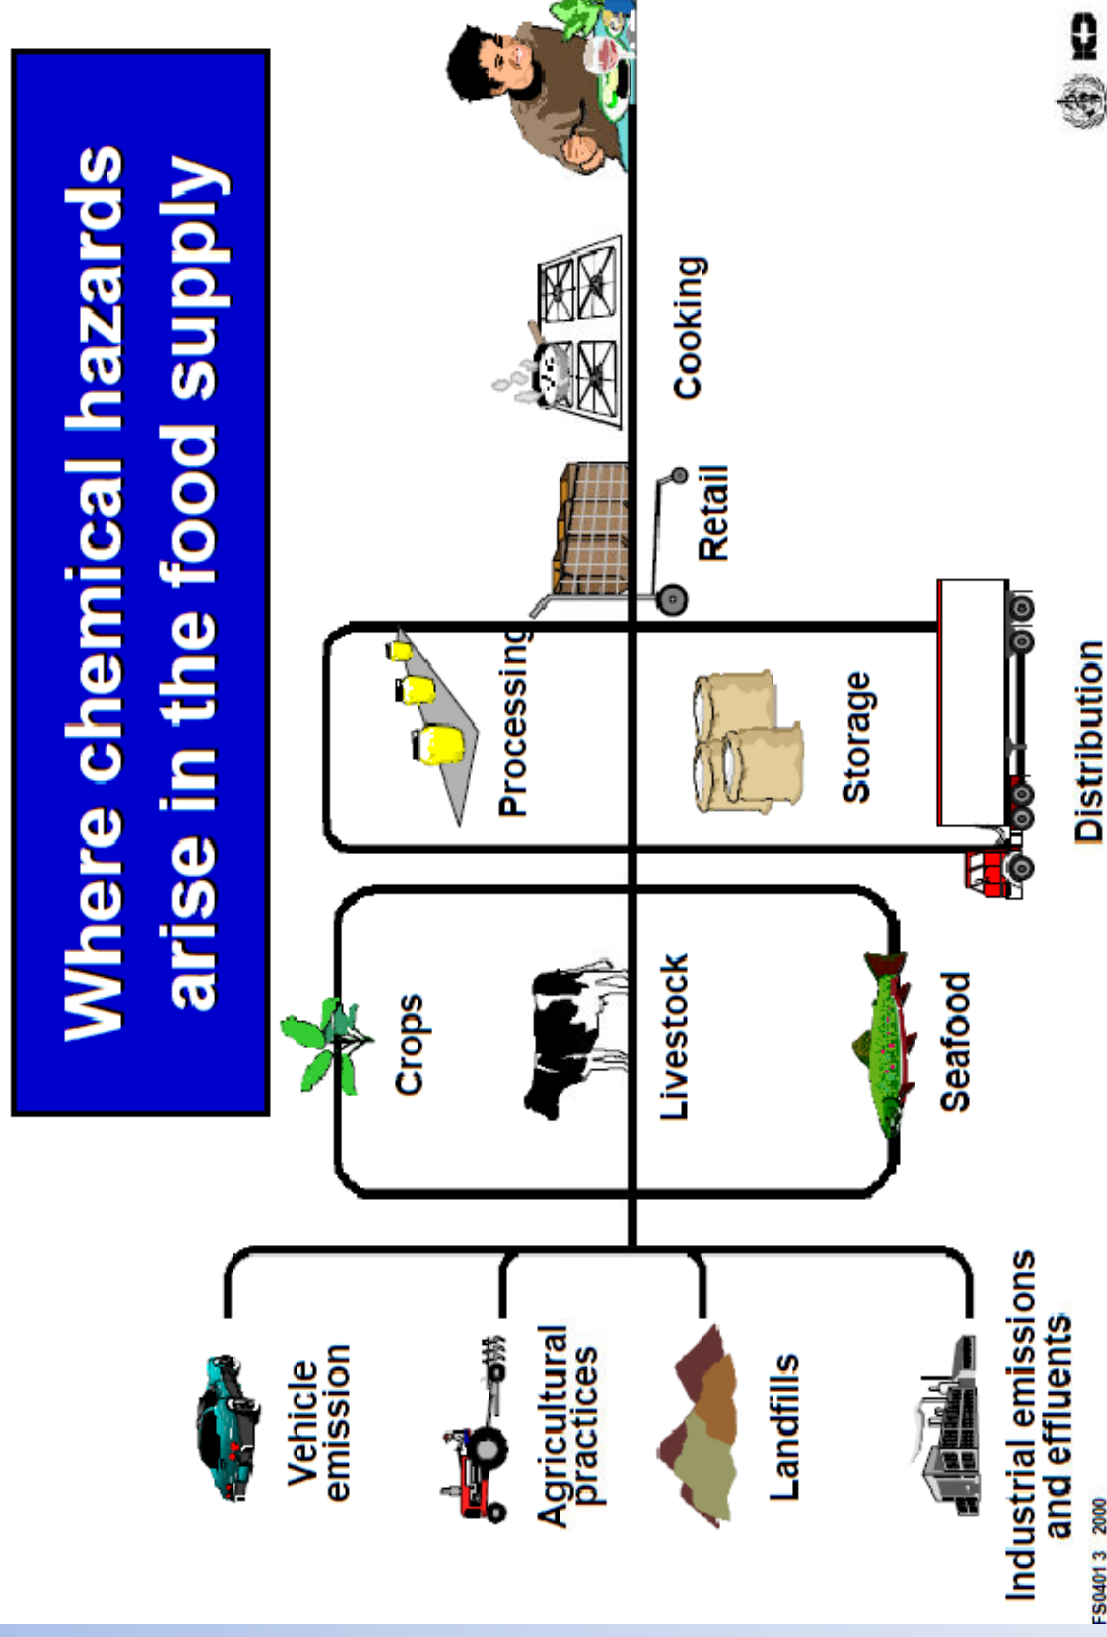 Where chemical hazards
arise in the food supply
Vehicle
emission
Agricultural
practices
Landfills
Industrial emissions
and effluents
Crops
Livestock
Seafood
Processing
Storage
Distribution
Retail
Cooking
FS04013 2000